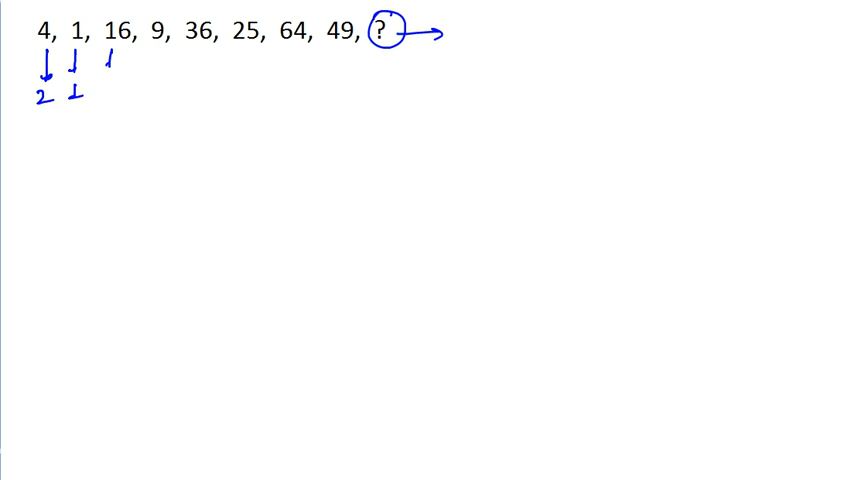 4, 1, 16, 9, 36, 25, 64, 49, ?
2 1